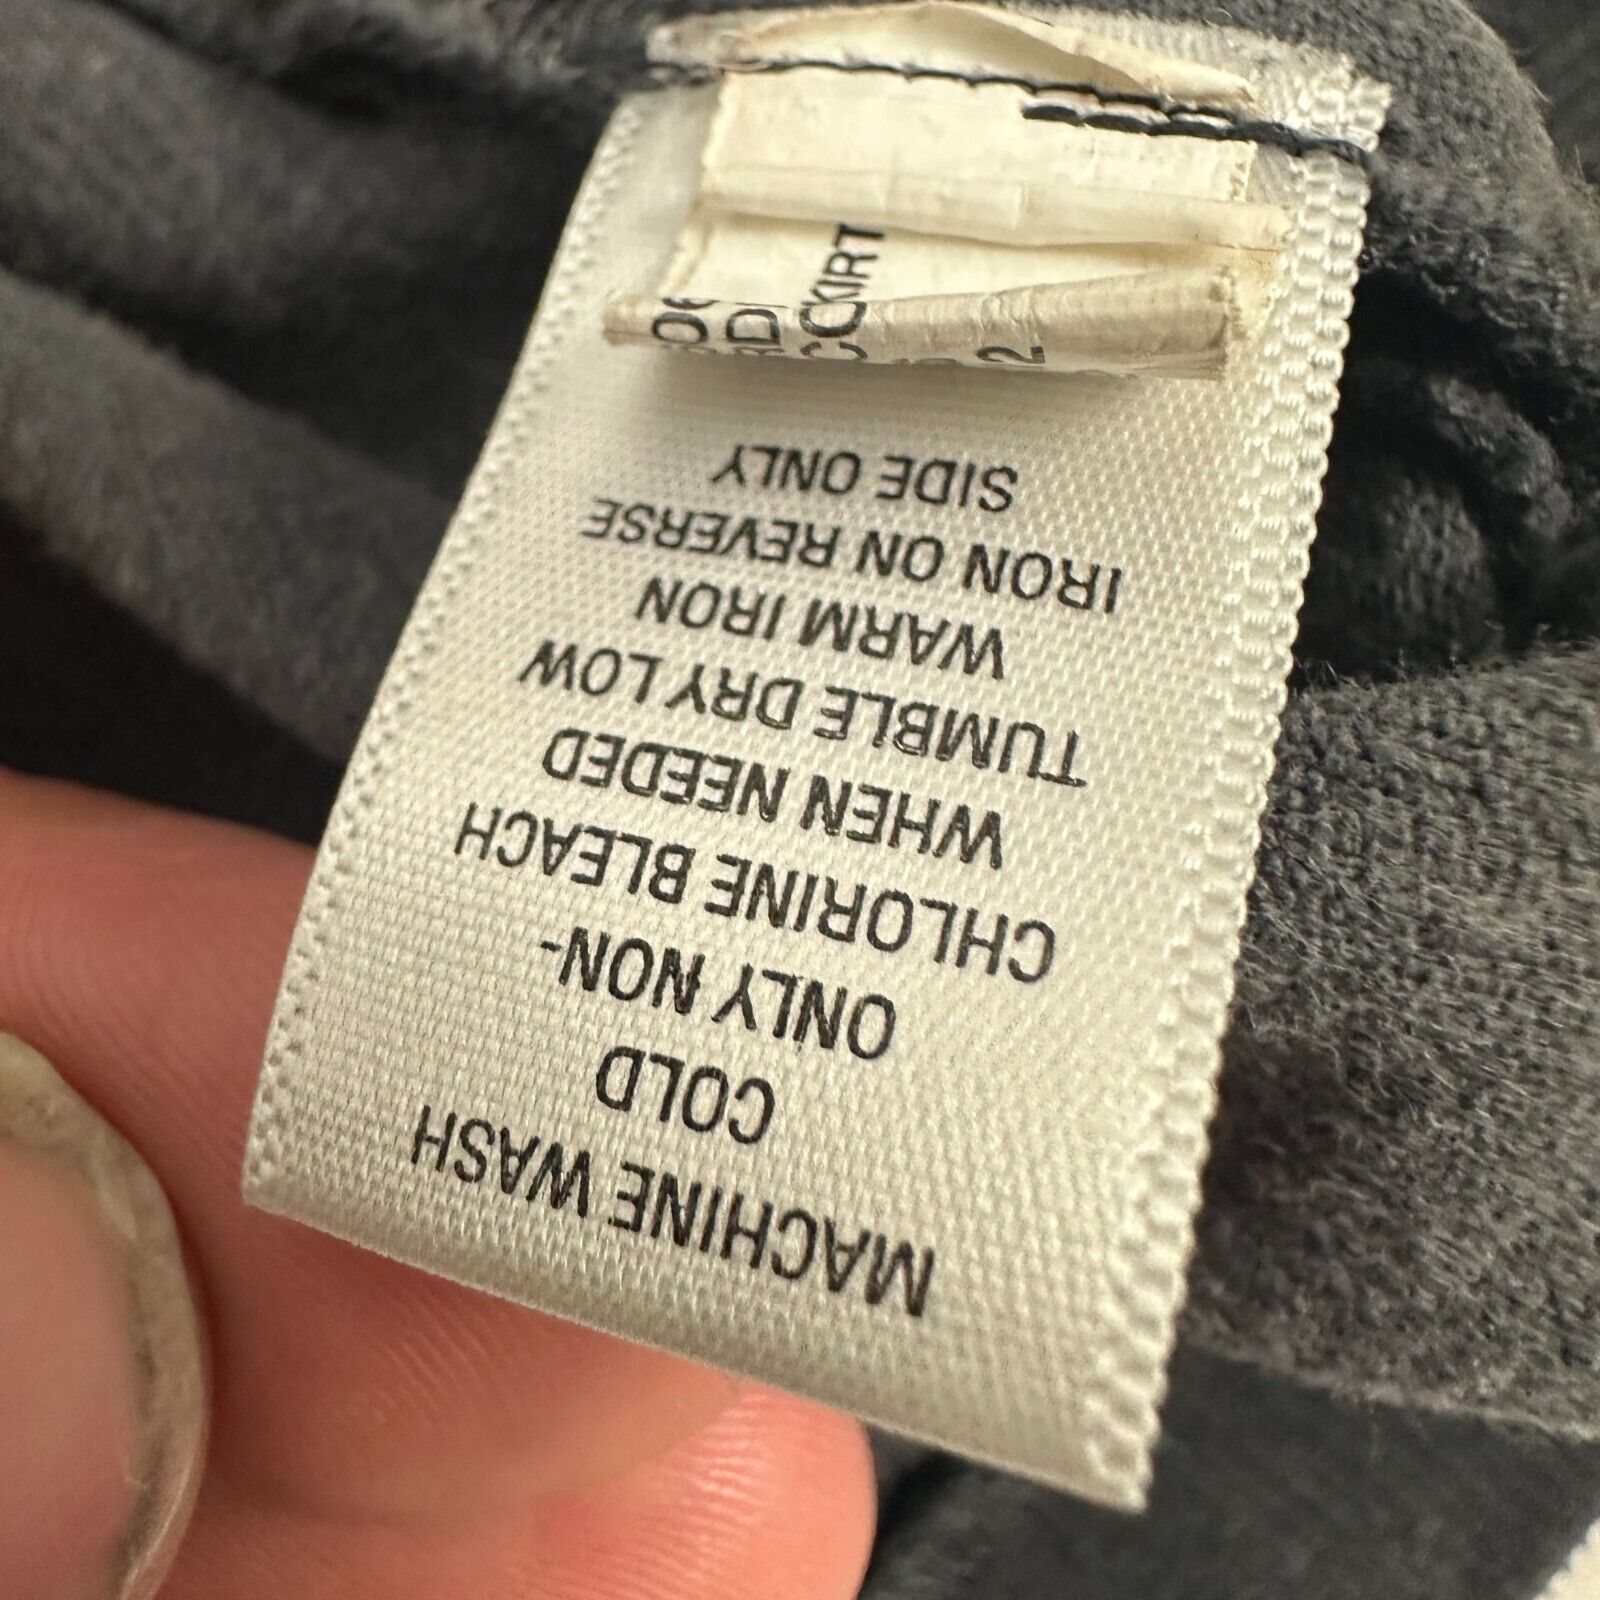 MACHINE WASH
COLD
ONLY NON-
CHLORINE BLEACH
WHEN NEEDED
TUMBLE DRY LOW
WARM IRON
IRON ON REVERSE
SIDE ONLY
2